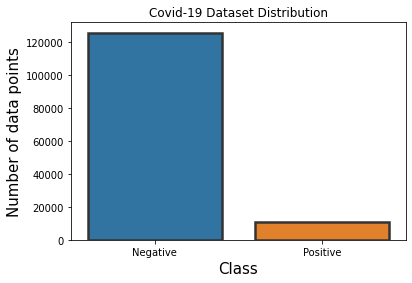 Covid-19 Dataset Distribution
Number of data points
120000
100000
80000
60000
40000
20000
0
Negative
Positive
Class